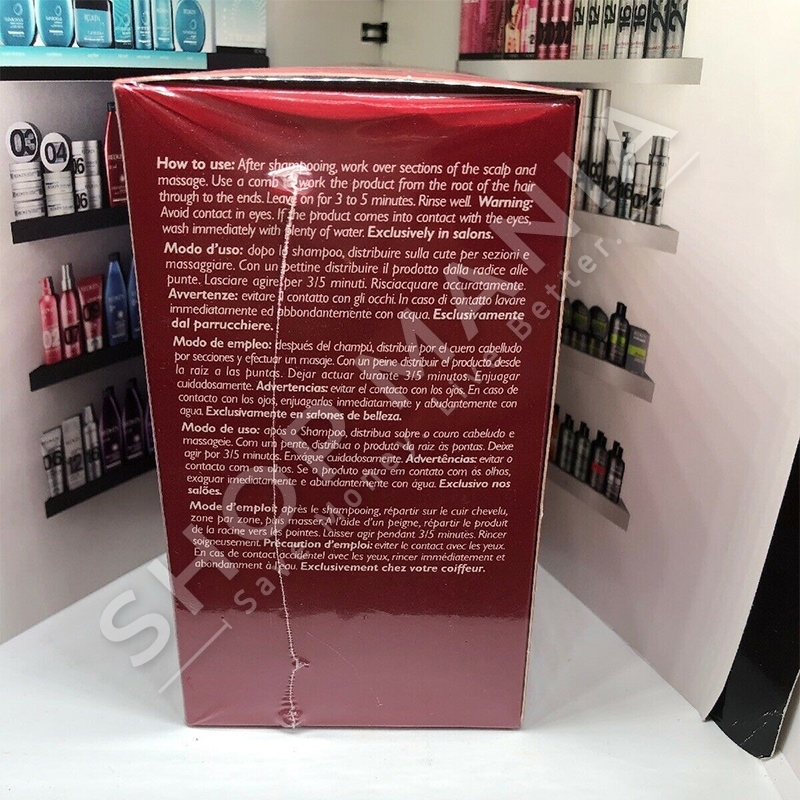 How to use: After shampooing, work over sections of the scalp and
massage. Use a comb to work the product from the root of the hair
through to the ends. Leave on for 3 to 5 minutes. Rinse well. Warning:
Avoid contact in eyes. If the product comes into contact with the eyes,
wash immediately with plenty of water. Exclusively in salons.
Modo d'uso: dopo lo shampoo, distribuire sulla cute per sezioni e
massaggiare. Con un pettine distribuire il prodotto dalla radice alle
punte. Lasciare agire per 3/5 minuti. Risciacquare accuratamente.
Avvertenze: evitare il contatto con gli occhi. In caso di contatto lavare
immediatamente ed abbondantemente con acqua. Esclusivamente
dal parrucchiere.
Modo de empleo: después del champú, distribuir por el cuero cabelludo
por secciones y efectuar un masaje. Con un peine distribuir el producto desde
la raíz a las puntas. Dejar actuar durante 3/5 minutos. Enjuagar
cuidadosamente. Advertencias: evitar el contacto con los ojos. En caso de
contacto con los ojos, enjuagarlos inmediatamente y abudantemente con
agua. Exclusivamente en salones de belleza.
Modo de uso: após o Shampoo, distribua sobre o couro cabeludo e
massageie. Com um pente, distribua o produto da raiz às pontas. Deixe
agir por 3/5 minutos. Enxágue cuidadosamente. Advertências: evitar o
contacto com os olhos. Se o produto entra em contato com os olhos,
exaguar imediatamente e abundantemente com água. Exclusivo nos
salões.
Mode d'emploi: après le shampooing, répartir sur le cuir chevelu,
zone par zone, puis masser. A l'aide d'un peigne, répartir le produit
de la racine vers les pointes. Laisser agir pendant 3/5 minutes. Rincer
soigneusement. Précaution d'emploi: eviter le contact avec les yeux.
En cas de contact accidentel avec les yeux, rincer immédiatement et
abondamment à l'eau. Exclusivement chez votre coiffeur.
SHOP MANIA
Save Money. Live Better.
03
04
06